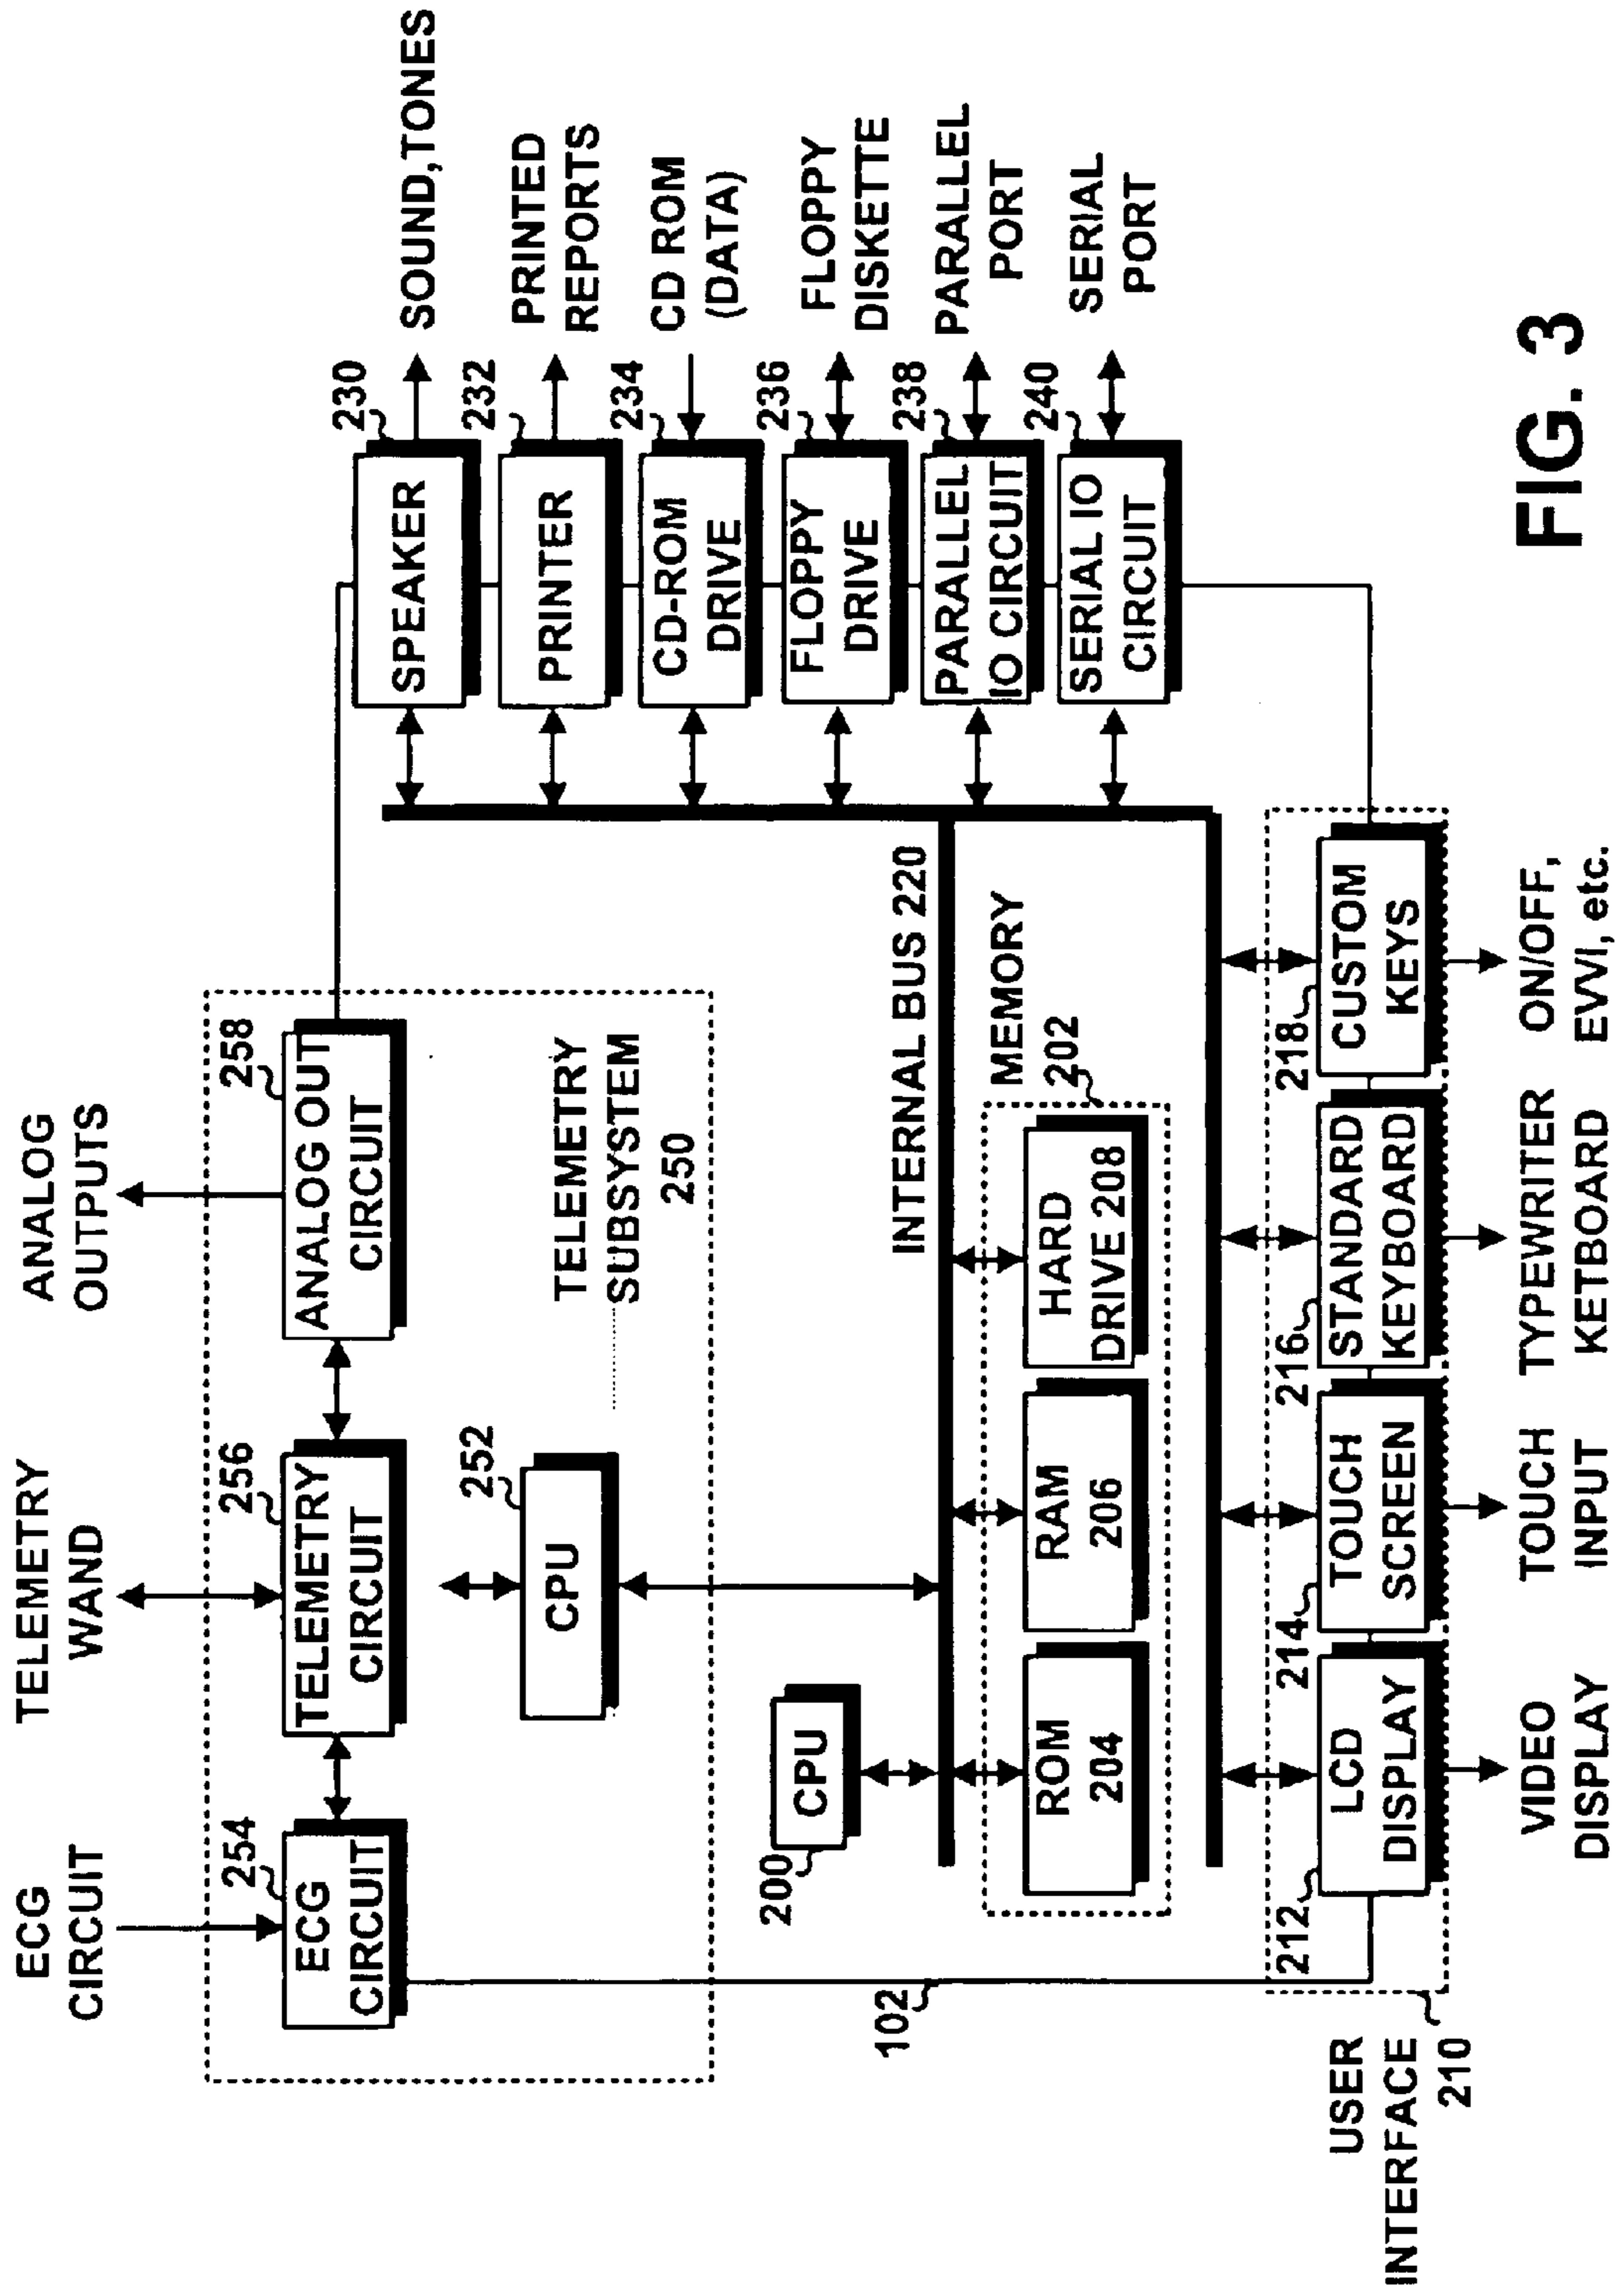 ECG
CIRCUIT
TELEMETRY
WAND
ANALOG
OUTPUTS
254
ECG
CIRCUIT
256
TELEMETRY
CIRCUIT
258
ANALOG OUT
CIRCUIT
252
CPU
TELEMETRY
SUBSYSTEM
250
230
SPEAKER
SOUND,TONES
232
PRINTER
PRINTED
REPORTS
234
CD-ROM
DRIVE
CD ROM
(DATA)
236
FLOPPY
DRIVE
FLOPPY
DISKETTE
238
PARALLEL
IO CIRCUIT
PARALLEL
PORT
240
SERIAL IO
CIRCUIT
SERIAL
PORT
200
CPU
INTERNAL BUS 220
MEMORY
202
ROM
204
RAM
206
HARD
DRIVE 208
102
USER
INTERFACE
210
212
LCD
DISPLAY
214
TOUCH
SCREEN
216
STANDARD
KEYBOARD
218
CUSTOM
KEYS
VIDEO
DISPLAY
TOUCH
INPUT
TYPEWRITER
KETBOARD
ON/OFF,
EVVI, etc.
FIG. 3